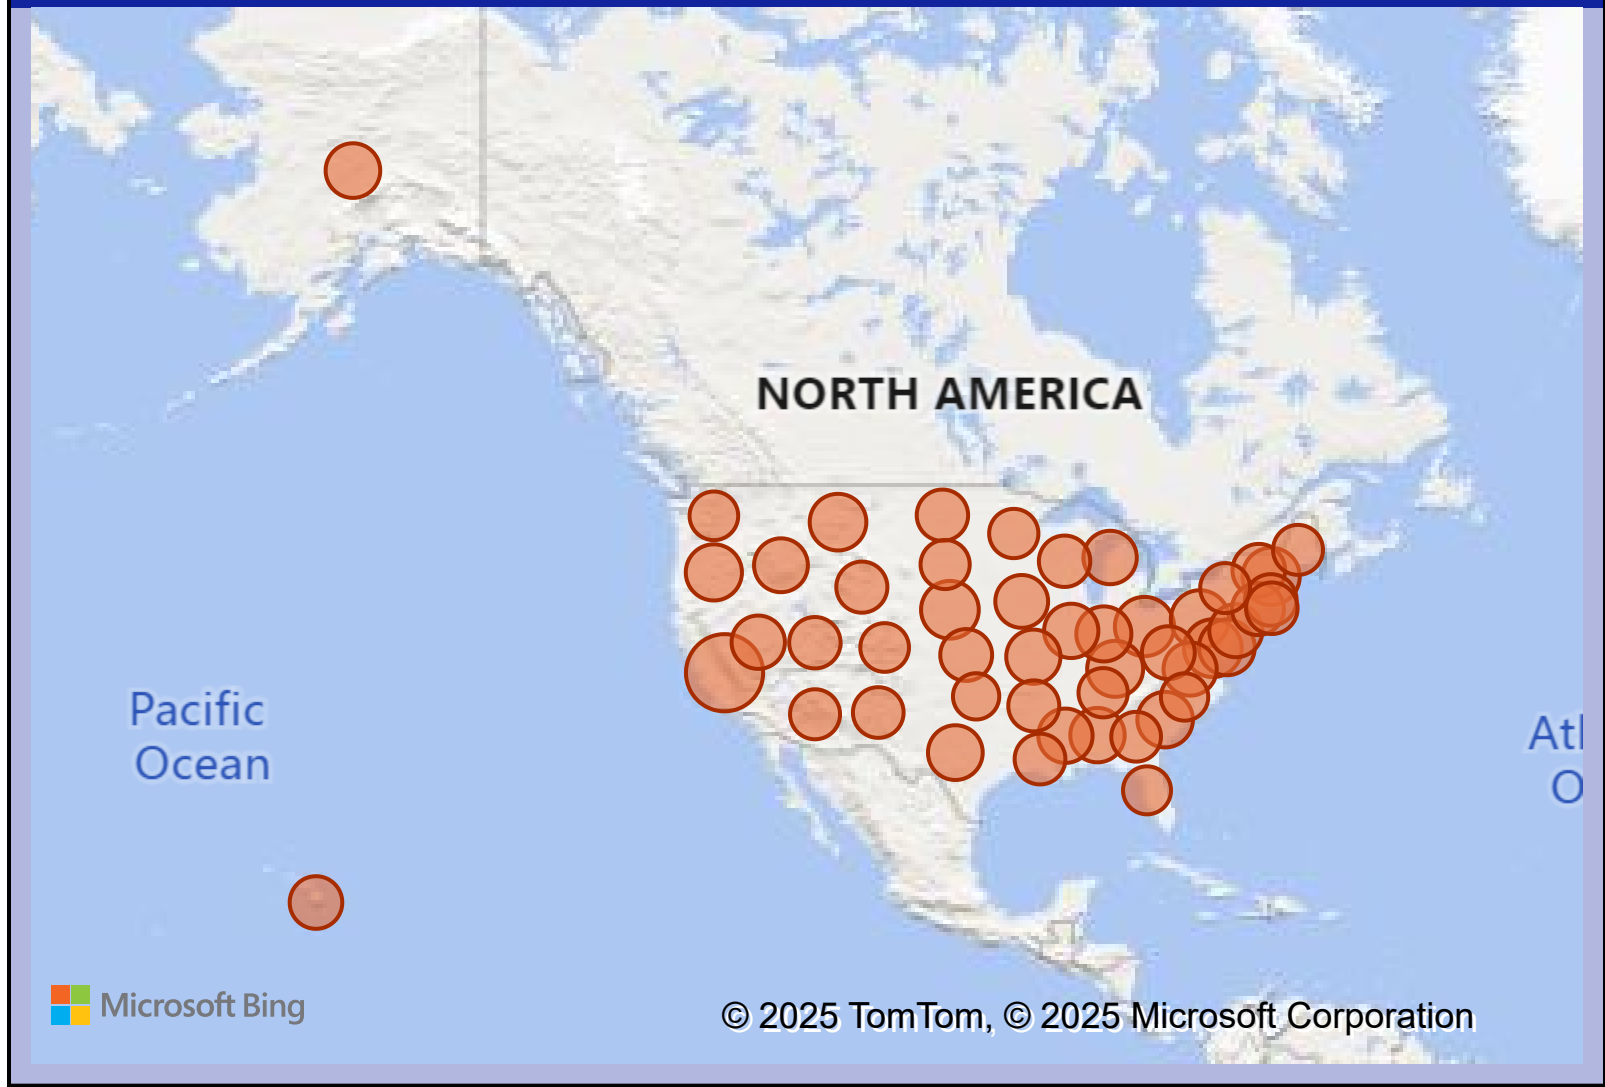 NORTH AMERICA
Pacific
Ocean
Atl
O
Microsoft Bing
© 2025 TomTom, © 2025 Microsoft Corporation